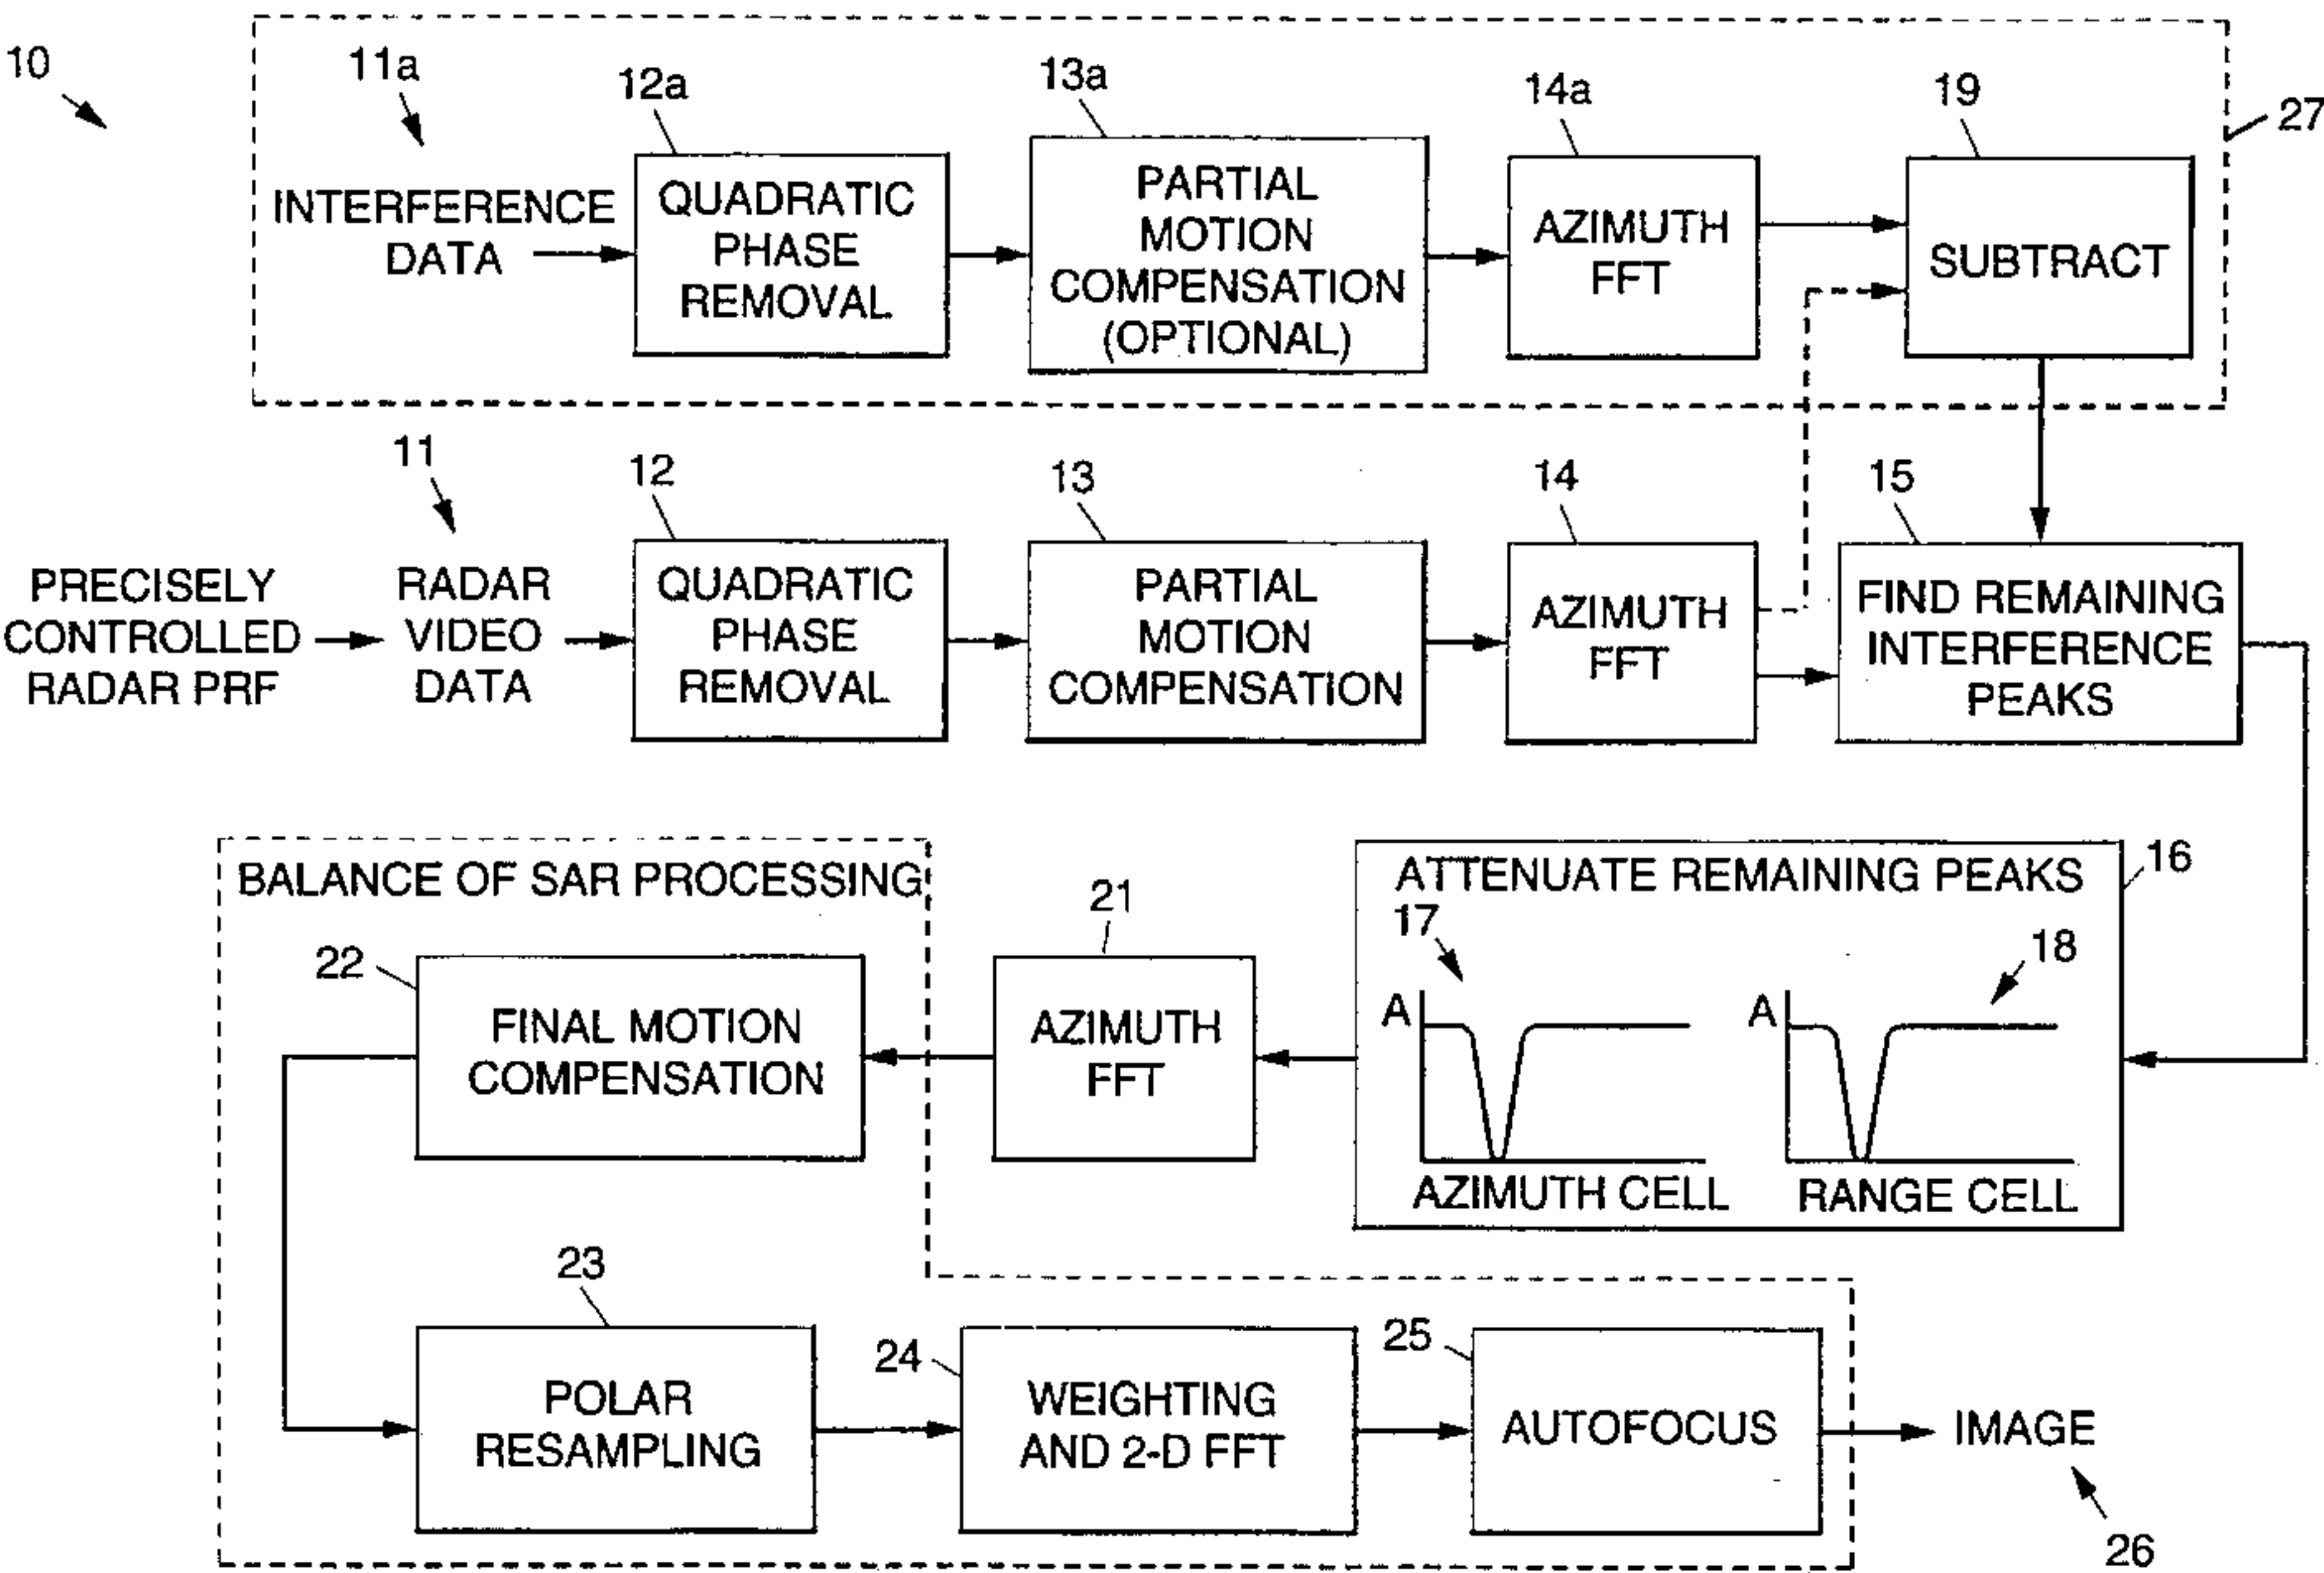 10
11a
12a
13a
14a
19
27
INTERFERENCE
DATA
QUADRATIC
PHASE
REMOVAL
PARTIAL
MOTION
COMPENSATION
(OPTIONAL)
AZIMUTH
FFT
SUBTRACT
11
12
13
14
15
PRECISELY
CONTROLLED
RADAR PRF
RADAR
VIDEO
DATA
QUADRATIC
PHASE
REMOVAL
PARTIAL
MOTION
COMPENSATION
AZIMUTH
FFT
FIND REMAINING
INTERFERENCE
PEAKS
BALANCE OF SAR PROCESSING
22
FINAL MOTION
COMPENSATION
21
AZIMUTH
FFT
16
ATTENUATE REMAINING PEAKS
17
18
A
A
AZIMUTH CELL
RANGE CELL
23
POLAR
RESAMPLING
24
WEIGHTING
AND 2-D FFT
25
AUTOFOCUS
IMAGE
26